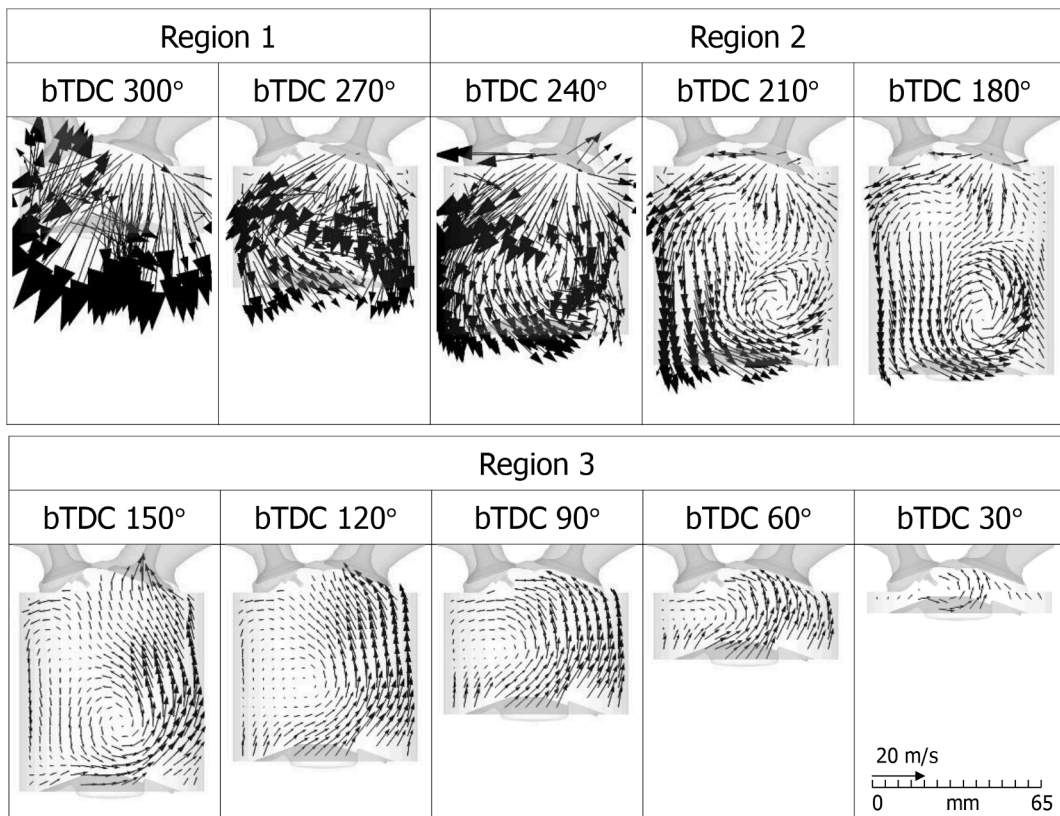 Region 1 Region 2
bTDC 300° bTDC 270° bTDC 240° bTDC 210° bTDC 180°
Region 3
bTDC 150° bTDC 120° bTDC 90° bTDC 60° bTDC 30°
20 m/s
0 mm 65